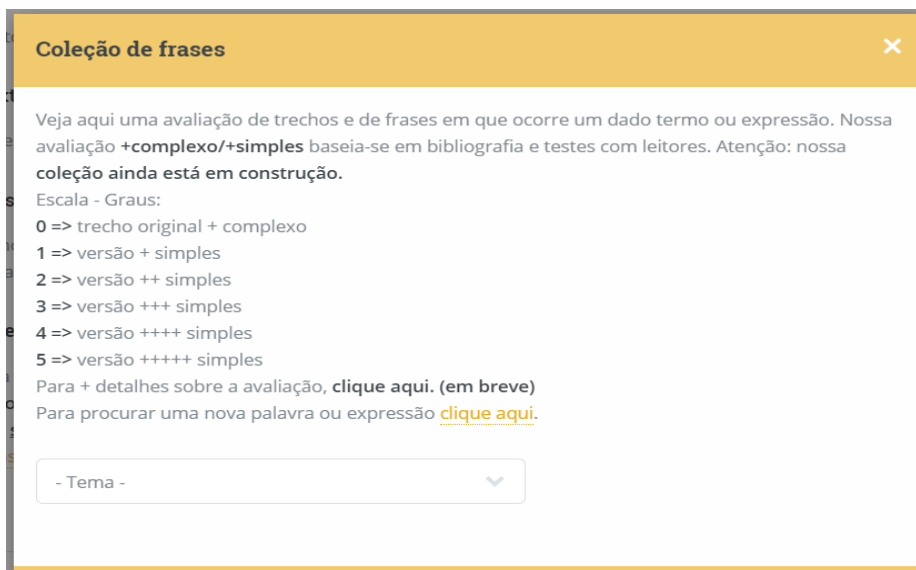 Coleção de frases
Veja aqui uma avaliação de trechos e de frases em que ocorre um dado termo ou expressão. Nossa
avaliação +complexo/+simples baseia-se em bibliografia e testes com leitores. Atenção: nossa
coleção ainda está em construção.
Escala - Graus:
0 => trecho original + complexo
1 => versão + simples
2 => versão ++ simples
3 => versão +++ simples
4 => versão ++++ simples
5 => versão +++++ simples
Para + detalhes sobre a avaliação, clique aqui. (em breve)
Para procurar uma nova palavra ou expressão clique aqui.
- Tema -